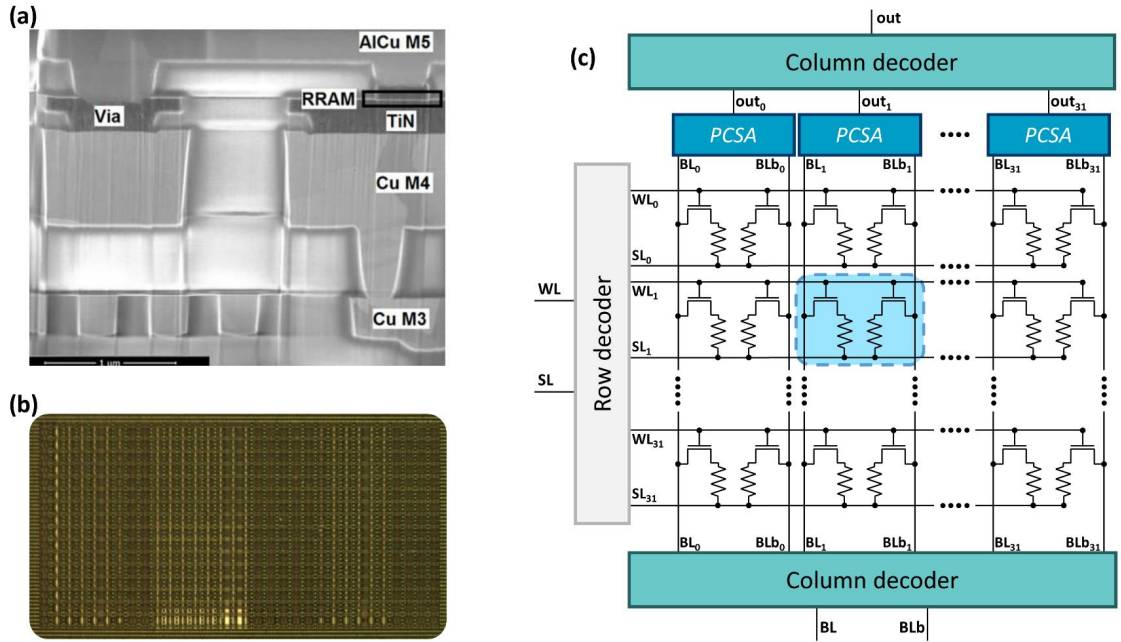 (a)
AlCu M5
RRAM
Via
TiN
Cu M4
Cu M3
1 µm
(b)
(c)
out
Column decoder
out0 out1 out31
PCSA PCSA PCSA
BL0 BLb0 BL1 BLb1 BL31 BLb31
WL0
SL0
WL1
SL1
WL31
SL31
WL
SL
Row decoder
BL0 BLb0 BL1 BLb1 BL31 BLb31
Column decoder
BL BLb